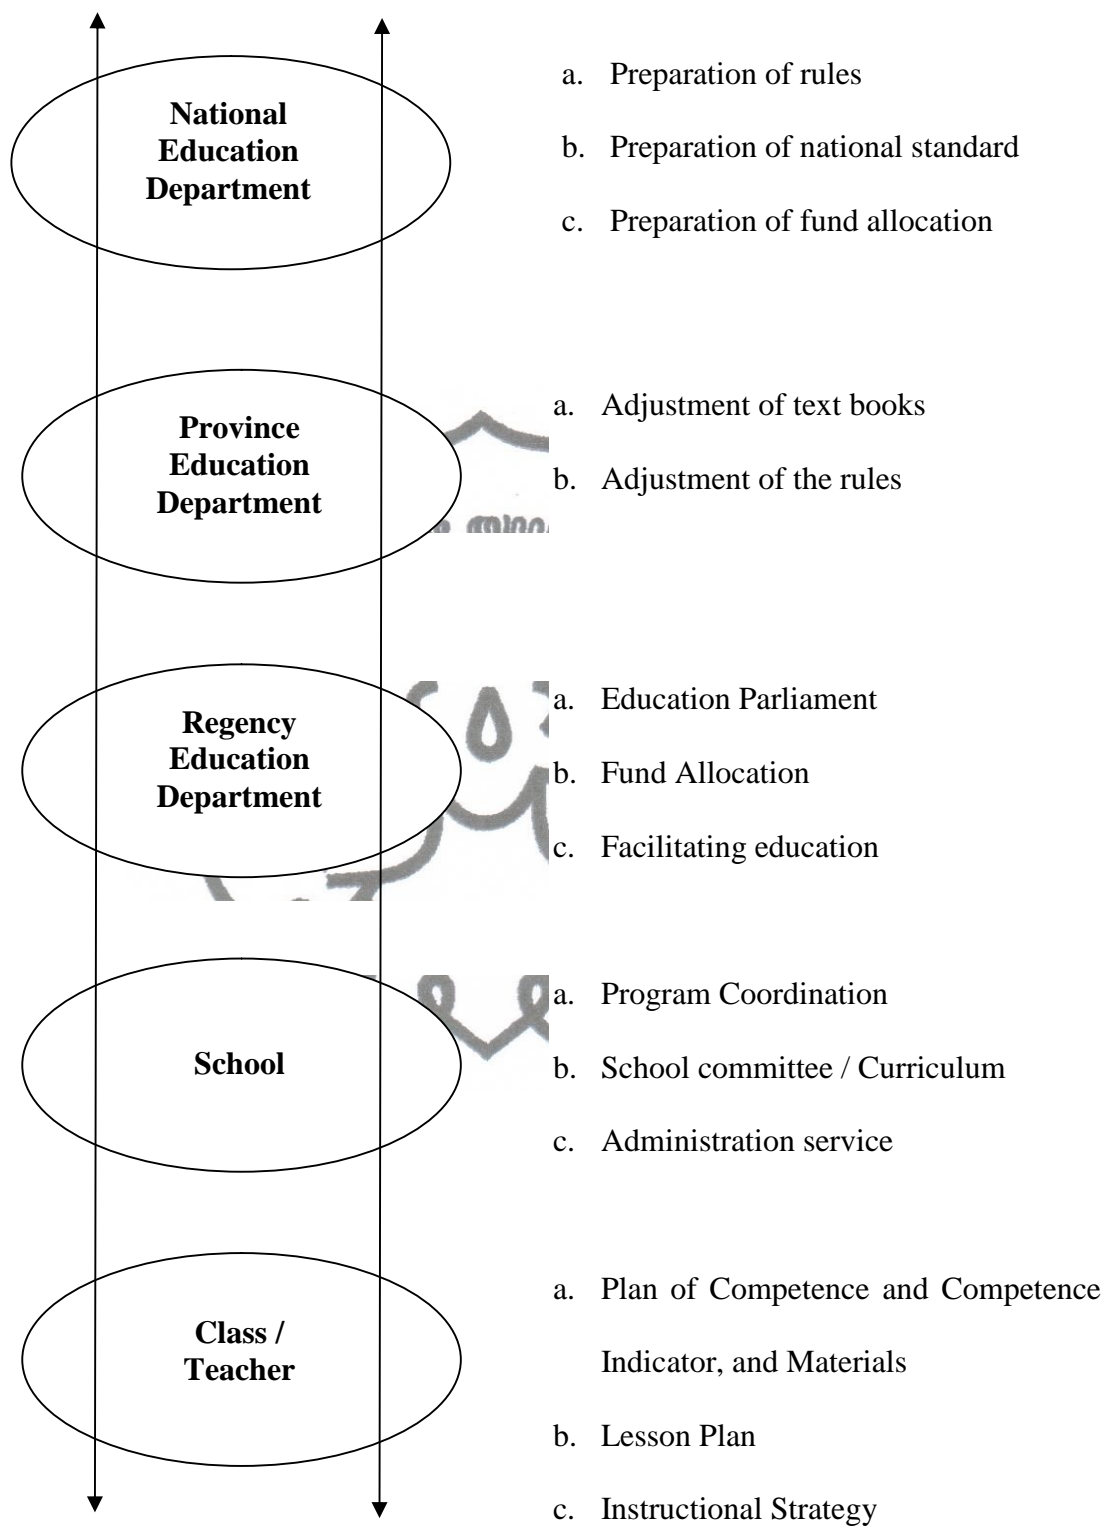 National
Education
Department
a. Preparation of rules
b. Preparation of national standard
c. Preparation of fund allocation
Province
Education
Department
a. Adjustment of text books
b. Adjustment of the rules
Regency
Education
Department
a. Education Parliament
b. Fund Allocation
c. Facilitating education
School
a. Program Coordination
b. School committee / Curriculum
c. Administration service
Class /
Teacher
a. Plan of Competence and Competence
Indicator, and Materials
b. Lesson Plan
c. Instructional Strategy